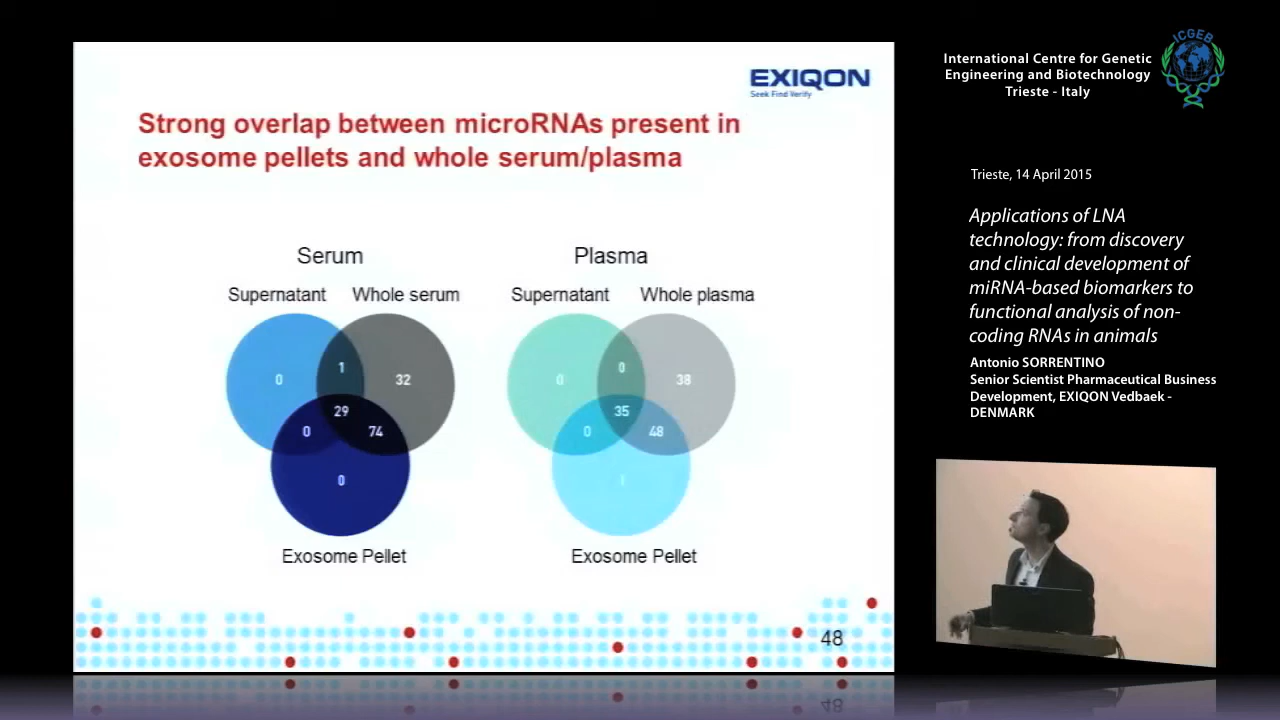 EXIQON
Seek Find Verify
Strong overlap between microRNAs present in
exosome pellets and whole serum/plasma
Serum
Supernatant Whole serum
0
1
32
29
0
74
0
Exosome Pellet
Plasma
Supernatant Whole plasma
0
0
38
35
0
48
1
Exosome Pellet
48
International Centre for Genetic
Engineering and Biotechnology
Trieste - Italy
ICGEB
Trieste, 14 April 2015
Applications of LNA
technology: from discovery
and clinical development of
miRNA-based biomarkers to
functional analysis of non-
coding RNAs in animals
Antonio SORRENTINO
Senior Scientist Pharmaceutical Business
Development, EXIQON Vedbaek -
DENMARK